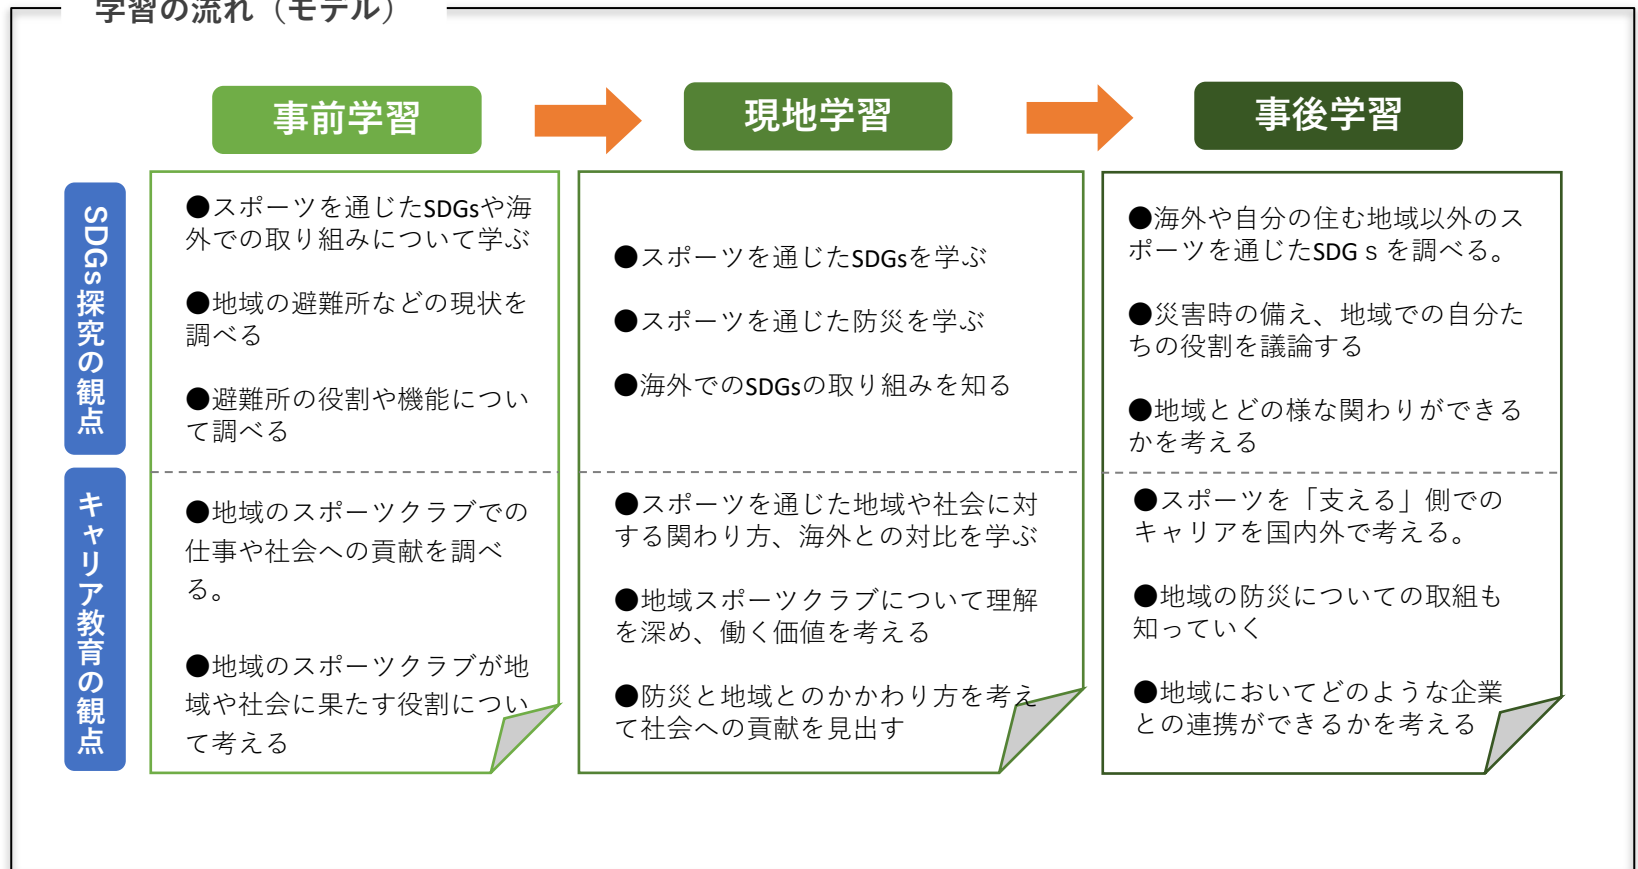 学習の流れ（モデル）
事前学習
現地学習
事後学習
SDGs探究の観点
●スポーツを通じたSDGsや海
外での取り組みについて学ぶ
●地域の避難所などの現状を
調べる
●避難所の役割や機能につい
て調べる
●スポーツを通じたSDGsを学ぶ
●スポーツを通じた防災を学ぶ
●海外でのSDGsの取り組みを知る
●海外や自分の住む地域以外のス
ポーツを通じたSDGｓを調べる。
●災害時の備え、地域での自分た
ちの役割を議論する
●地域とどの様な関わりができる
かを考える
キャリア教育の観点
●地域のスポーツクラブでの
仕事や社会への貢献を調べ
る。
●地域のスポーツクラブが地
域や社会に果たす役割につい
て考える
●スポーツを通じた地域や社会に対
する関わり方、海外との対比を学ぶ
●地域スポーツクラブについて理解
を深め、働く価値を考える
●防災と地域とのかかわり方を考え
て社会への貢献を見出す
●スポーツを「支える」側での
キャリアを国内外で考える。
●地域の防災についての取組も
知っていく
●地域においてどのような企業
との連携ができるかを考える